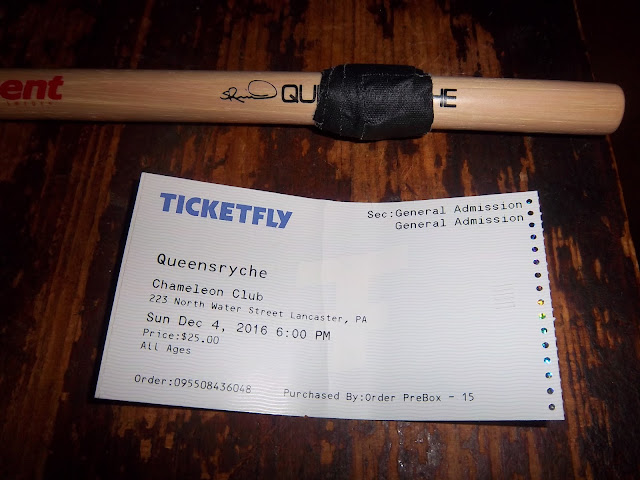 ent
QUE HE
TICKETFLY
Sec:General Admission
General Admission
Queensryche
Chameleon Club
223 North Water Street Lancaster, PA
Sun Dec 4, 2016 6:00 PM
Price:$25.00
All Ages
Order:095508436048 Purchased By:Order PreBox - 15